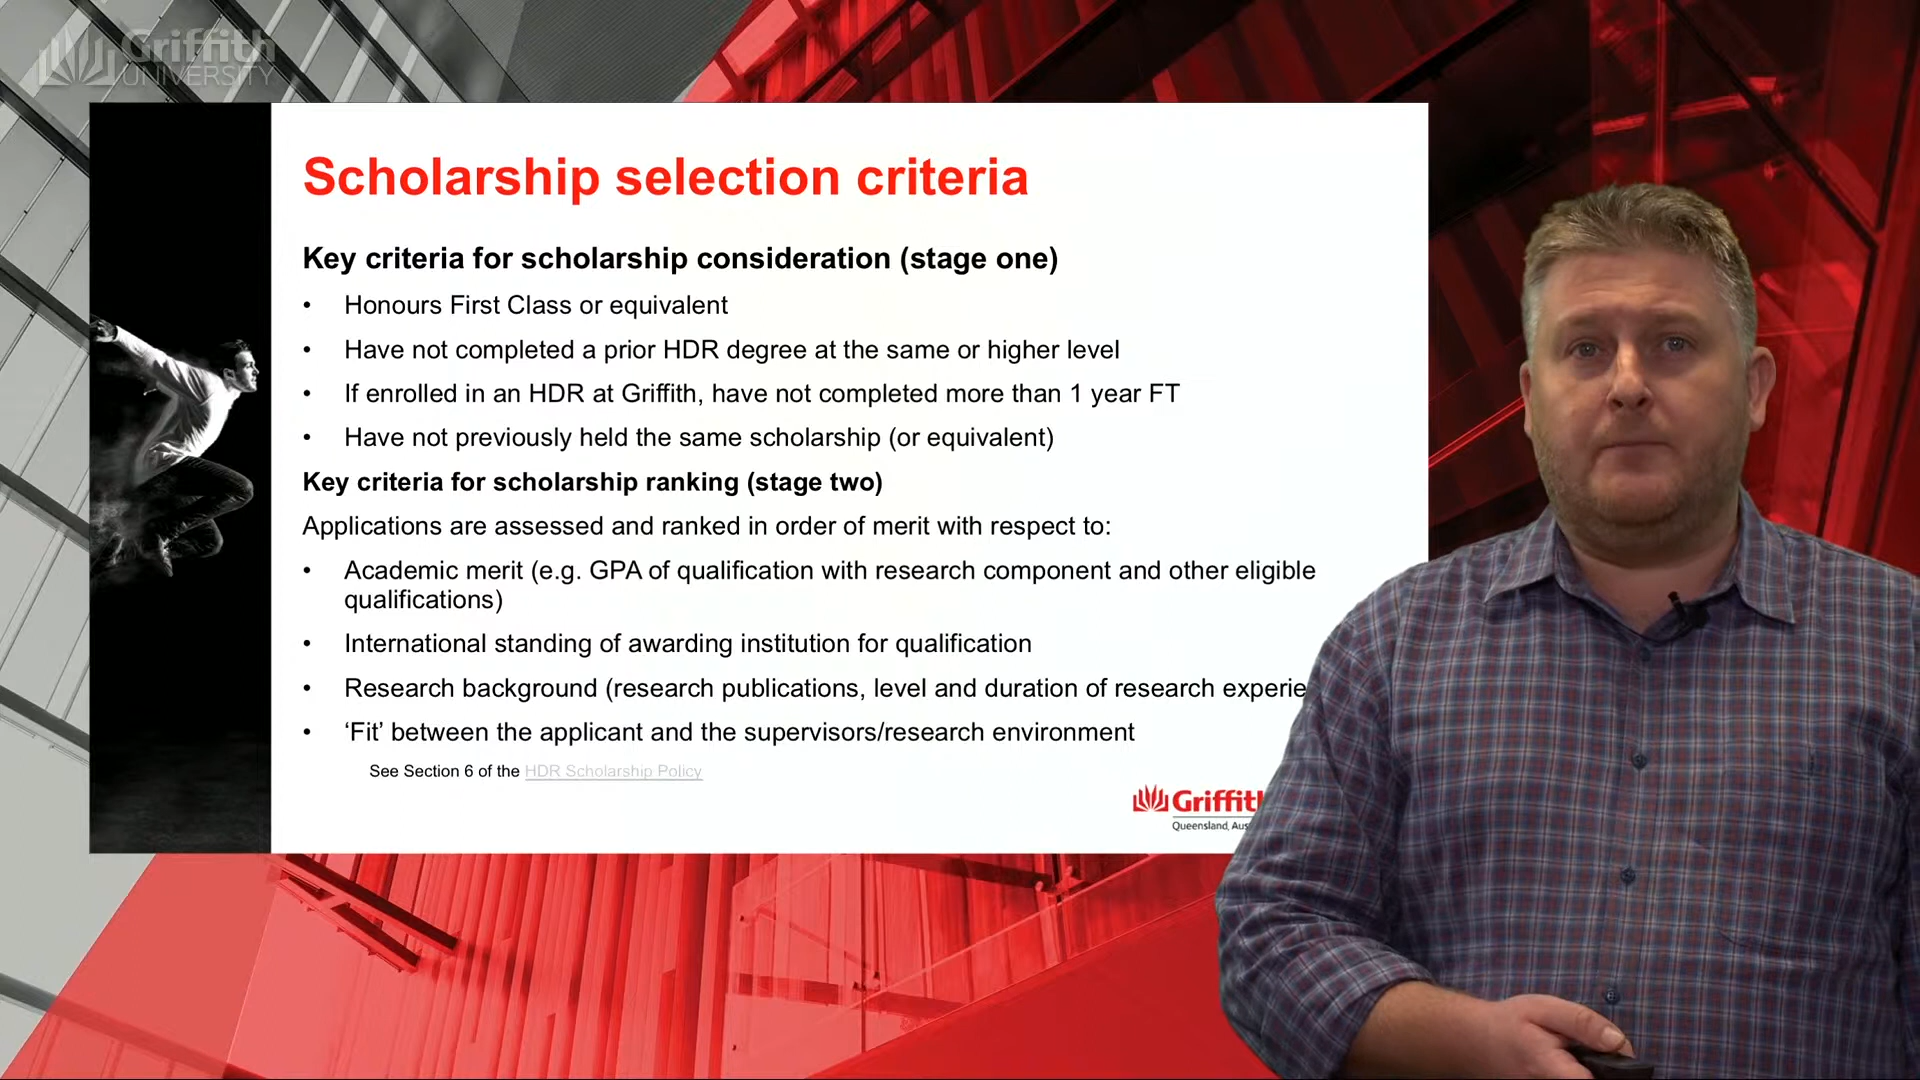 Griffith
UNIVERSITY
Scholarship selection criteria
Key criteria for scholarship consideration (stage one)
• Honours First Class or equivalent
• Have not completed a prior HDR degree at the same or higher level
• If enrolled in an HDR at Griffith, have not completed more than 1 year FT
• Have not previously held the same scholarship (or equivalent)
Key criteria for scholarship ranking (stage two)
Applications are assessed and ranked in order of merit with respect to:
• Academic merit (e.g. GPA of qualification with research component and other eligible
qualifications)
• International standing of awarding institution for qualification
• Research background (research publications, level and duration of research
• ‘Fit’ between the applicant and the supervisors/research environment
See Section 6 of the HDR Scholarship Policy
Queensland,